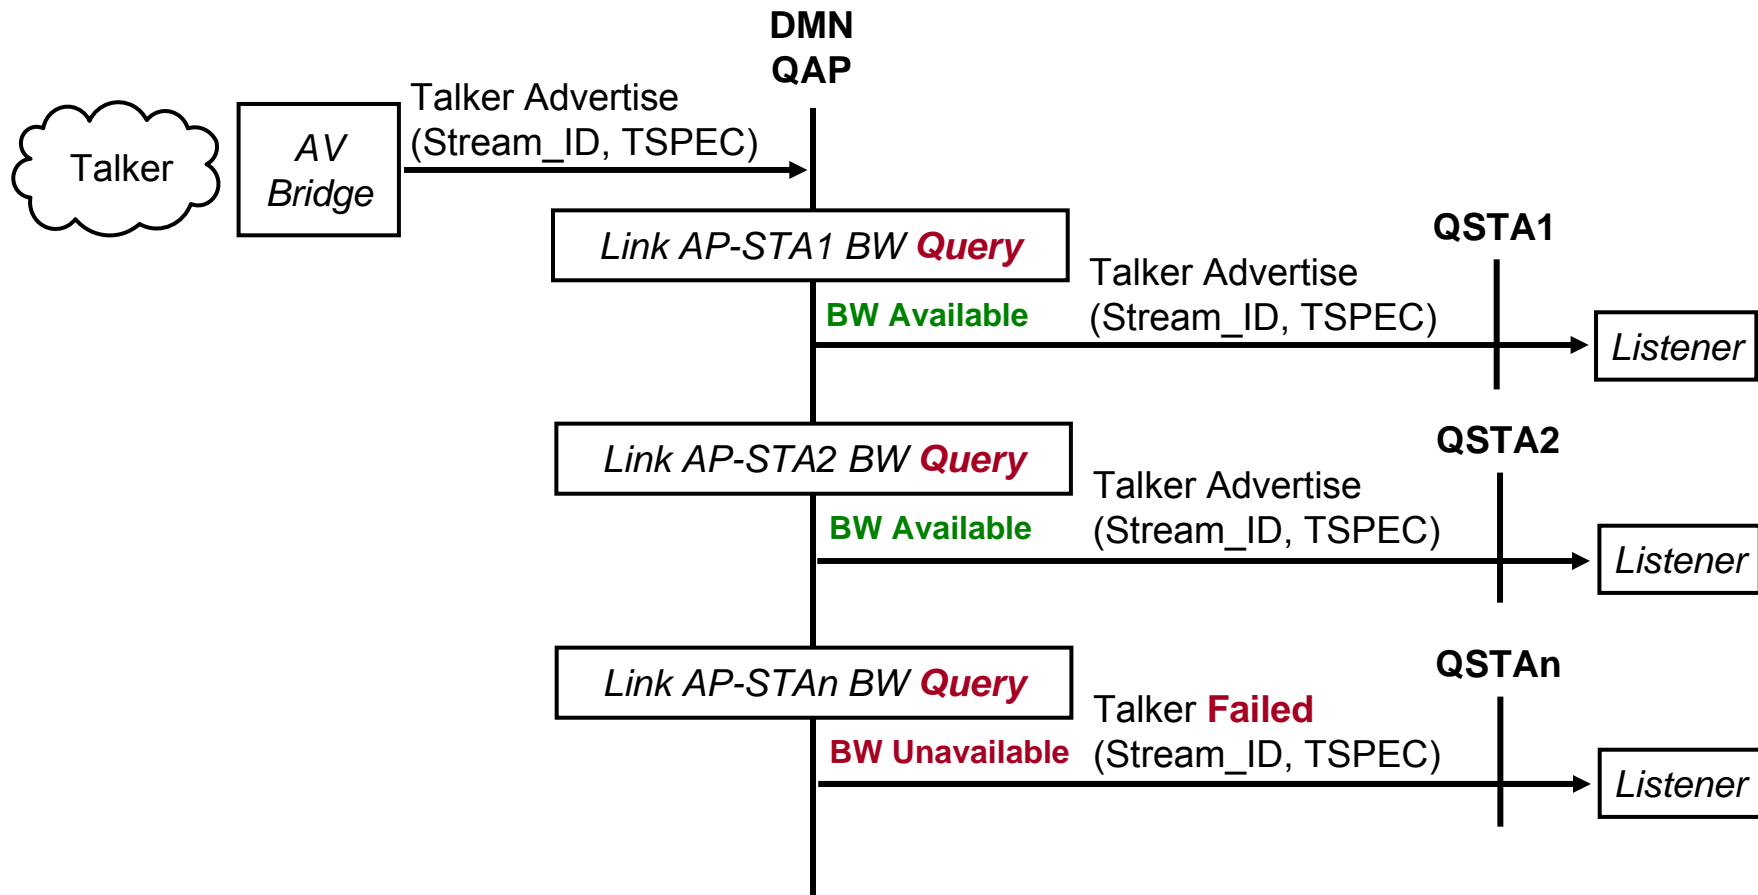 DMN
QAP
Talker
AV
Bridge
Talker Advertise
(Stream_ID, TSPEC)
Link AP-STA1 BW Query
BW Available
Talker Advertise
(Stream_ID, TSPEC)
QSTA1
Listener
Link AP-STA2 BW Query
BW Available
Talker Advertise
(Stream_ID, TSPEC)
QSTA2
Listener
Link AP-STAn BW Query
BW Unavailable
Talker Failed
(Stream_ID, TSPEC)
QSTAn
Listener